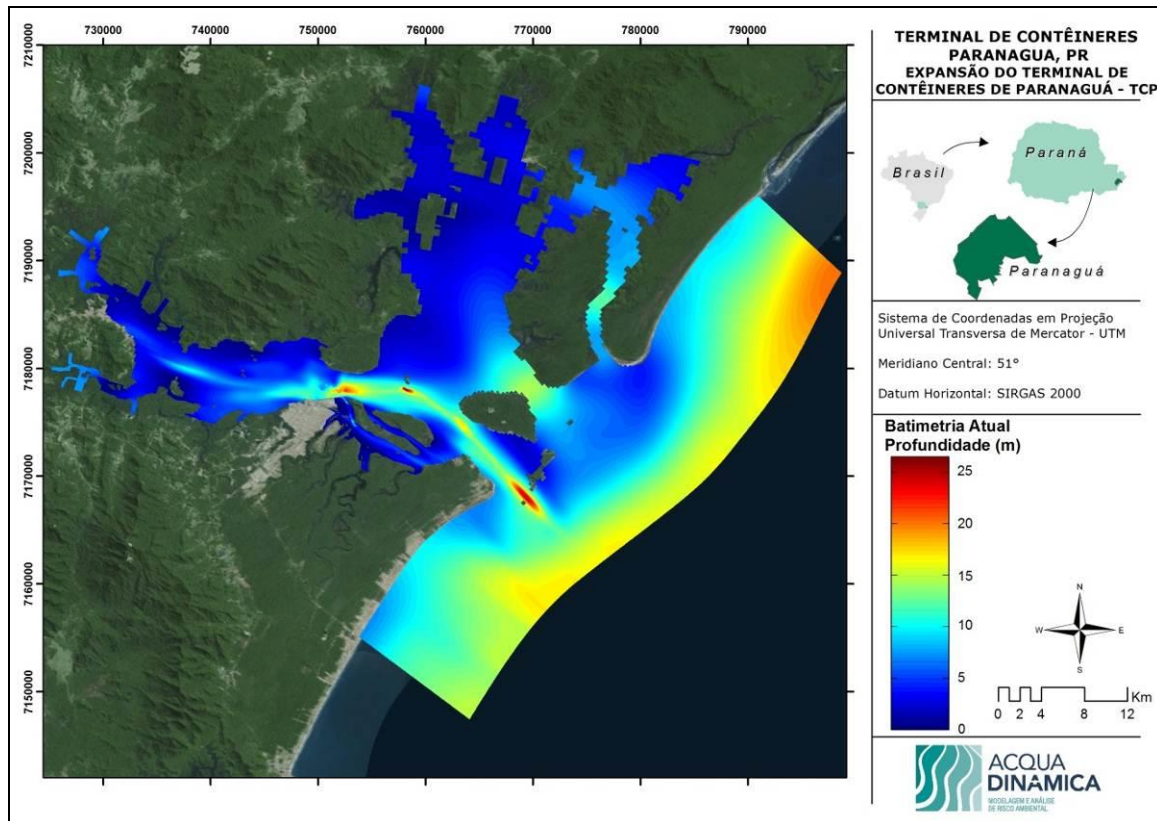 730000
740000
750000
760000
770000
780000
790000
7210000
7200000
7190000
7180000
7170000
7160000
7150000
TERMINAL DE CONTÊINERES
PARANAGUA, PR
EXPANSÃO DO TERMINAL DE
CONTÊINERES DE PARANAGUÁ - TCP
Brasil
Paraná
Paranaguá
Sistema de Coordenadas em Projeção
Universal Transversa de Mercator - UTM
Meridiano Central: 51°
Datum Horizontal: SIRGAS 2000
Batimetria Atual
Profundidade (m)
25
20
15
10
5
0
N
W E
S
Km
0 2 4 8 12
ACQUA
DINÂMICA
MODELAGEM E ANÁLISE
DE RISCO AMBIENTAL